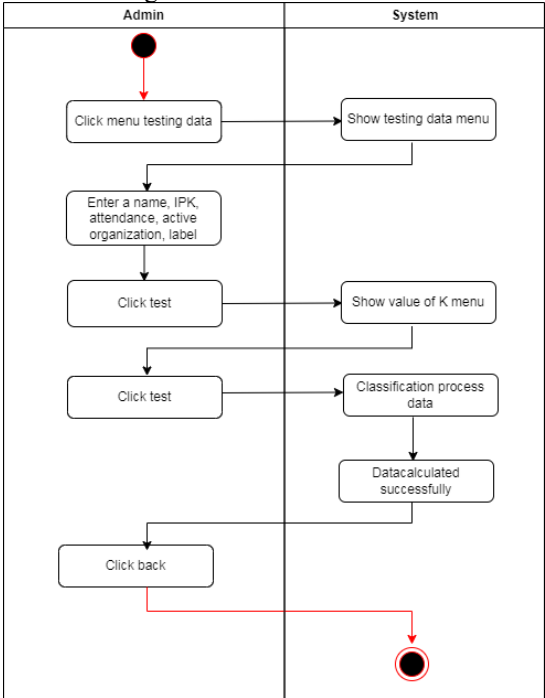 Admin
System
Click menu testing data
Show testing data menu
Enter a name, IPK,
attendance, active
organization, label
Click test
Show value of K menu
Click test
Classification process
data
Datacalculated
successfully
Click back